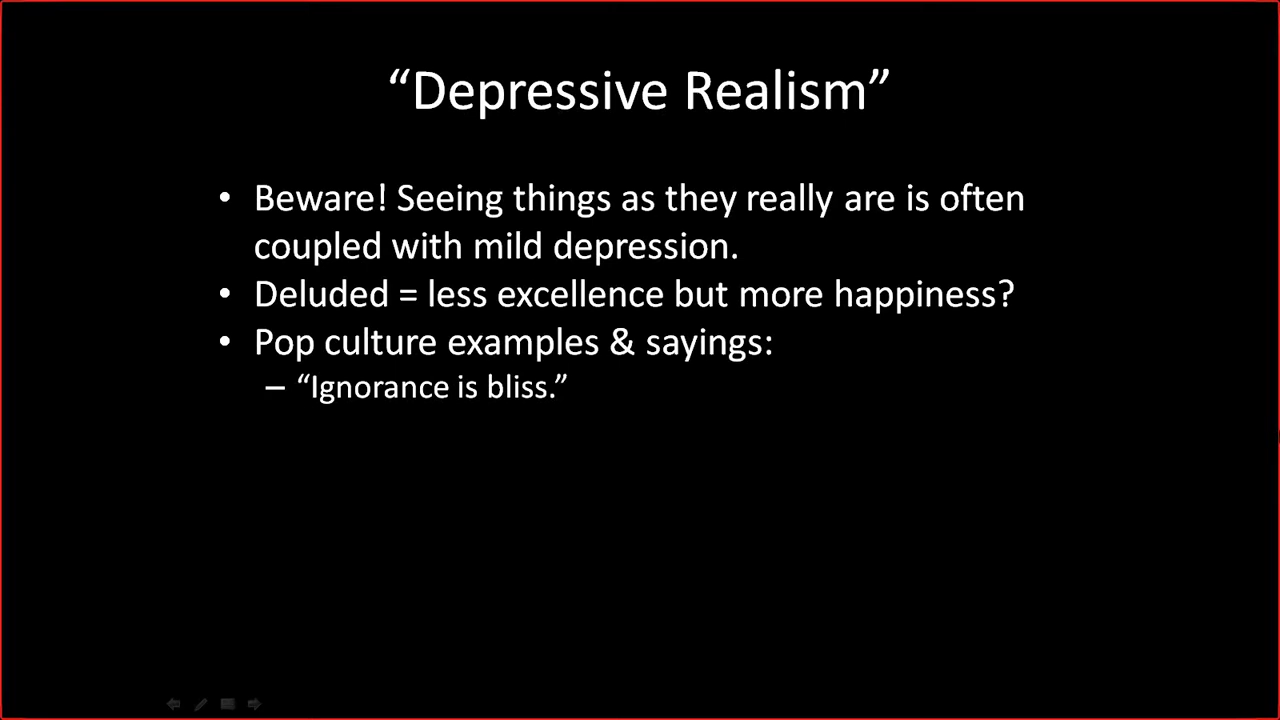 “Depressive Realism”
• Beware! Seeing things as they really are is often
coupled with mild depression.
• Deluded = less excellence but more happiness?
• Pop culture examples & sayings:
– “Ignorance is bliss.”